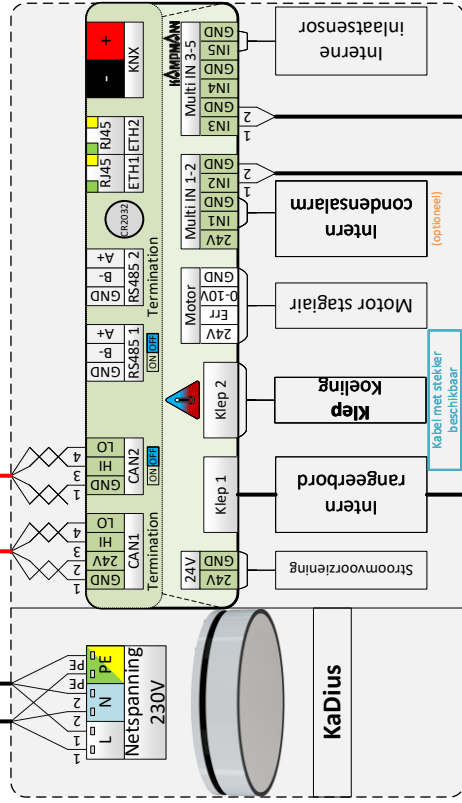 1 1 2 2 PE PE
L N PE
Netspanning
230V
KaDius
1 2 3 4
GND 24V HI LO
CAN1
1 3 4
GND HI LO
CAN2
Termination
ON OFF
GND B- A+
RS485 1
GND B- A+
RS485 2
ON OFF
Termination
CR2032
RJ45 RJ45
ETH1 ETH2
- +
KNX
KAMPMANN
24V
24V GND
Klep 1
Klep 2
Motor
24V Err 0-10V GND
Multi IN 1-2
24V IN1 GND IN2 GND
1 2
Multi IN 3-5
IN3 GND IN4 GND IN5 GND
1 2
Stroomvoorziening
Intern
rangeerbord
Klep
Koeling
Kabel met stekker
beschikbaar
Motor stagiair
Intern
condensalarm
(optioneel)
Interne
inlaatsensor